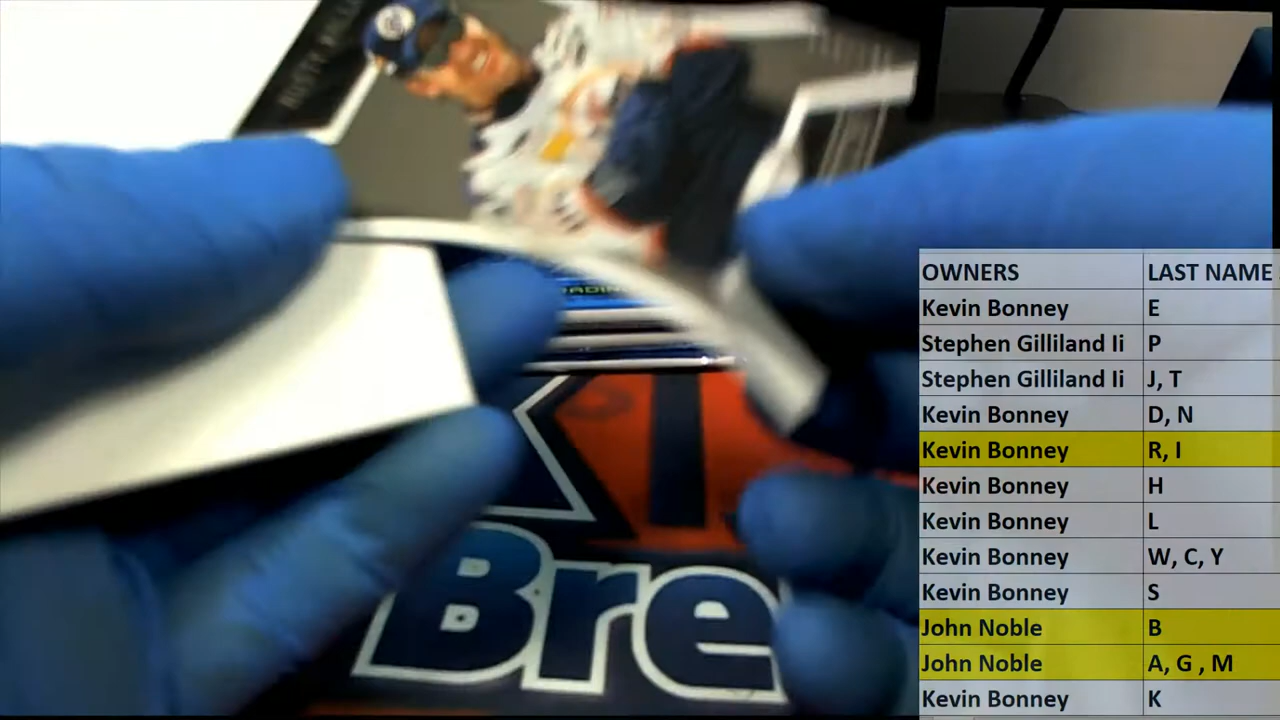 OWNERS LAST NAME
Kevin Bonney E
Stephen Gilliland Ii P
Stephen Gilliland Ii J, T
Kevin Bonney D, N
Kevin Bonney R, I
Kevin Bonney H
Kevin Bonney L
Kevin Bonney W, C, Y
Kevin Bonney S
John Noble B
John Noble A, G , M
Kevin Bonney K
Bre